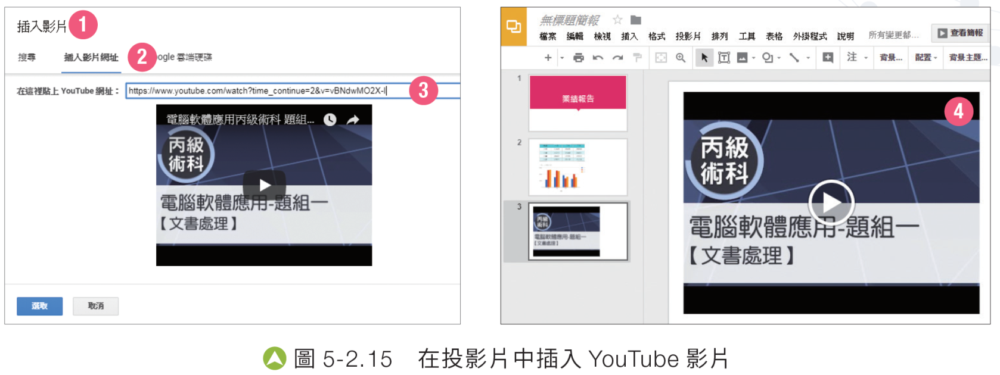 插入影片 1
搜尋 插入影片網址 2 ogle 雲端硬碟
在這裡貼上 YouTube 網址： https://www.youtube.com/watch?time_continue=2&v=vBNdwMO2X-I 3
電腦軟體應用丙級術科 題組...
丙級
術科
電腦軟體應用-題組一
【文書處理】
選取 取消
無標題簡報
檔案 編輯 檢視 插入 格式 投影片 排列 工具 表格 外掛程式 說明 所有變更都... 查看簡報
注 背景... 配置 背景主題...
1
業績報告
2
3
丙級
術科
電腦軟體應用-題組一
【文書處理】
4
丙級
術科
電腦軟體應用-題組一
【文書處理】
圖 5-2.15 在投影片中插入 YouTube 影片